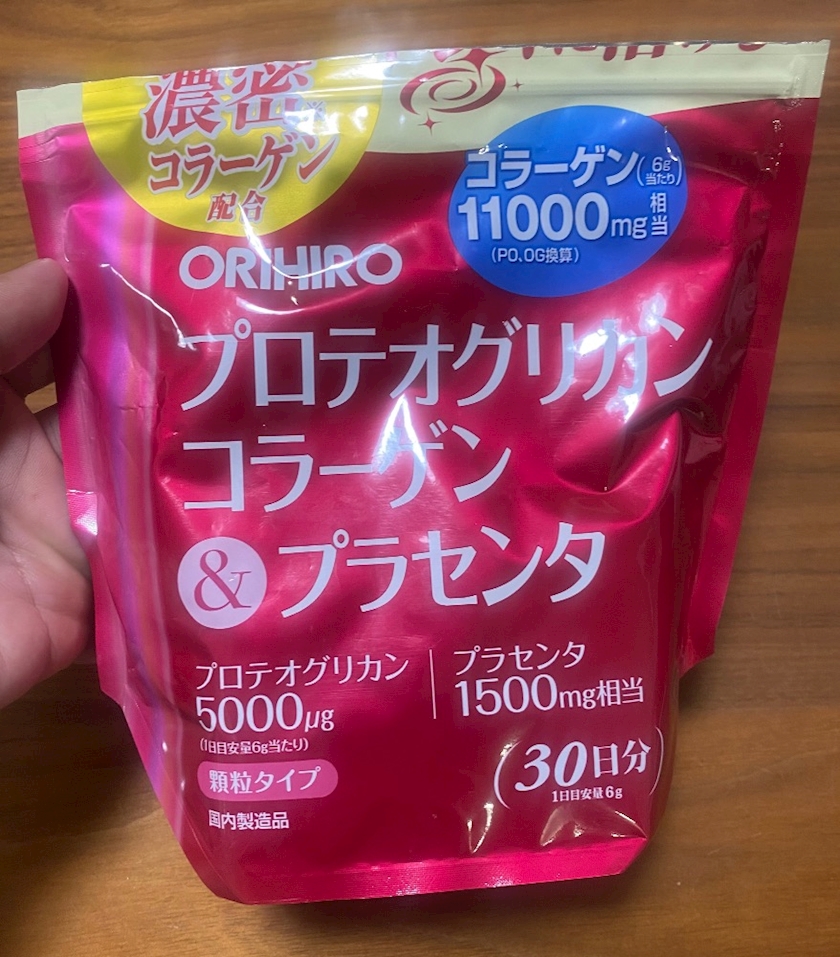 濃密※
コラーゲン
配合
コラーゲン(6g当たり)
11000mg相当
(PO、OG換算)
ORIHIRO
プロテオグリカン
コラーゲン
&プラセンタ
プロテオグリカン
5000μg
(1日目安量6g当たり)
プラセンタ
1500mg相当
顆粒タイプ
国内製造品
(30日分)
1日目安量6g